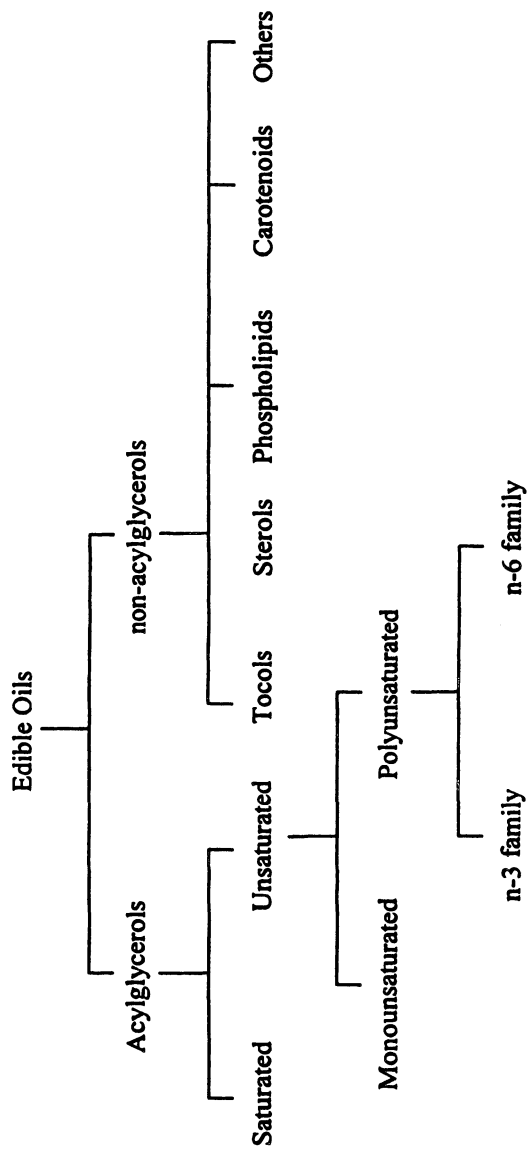 Edible Oils
Acylglycerols non-acylglycerols
Saturated Unsaturated Tocols Sterols Phospholipids Carotenoids Others
Monounsaturated Polyunsaturated
n-3 family n-6 family